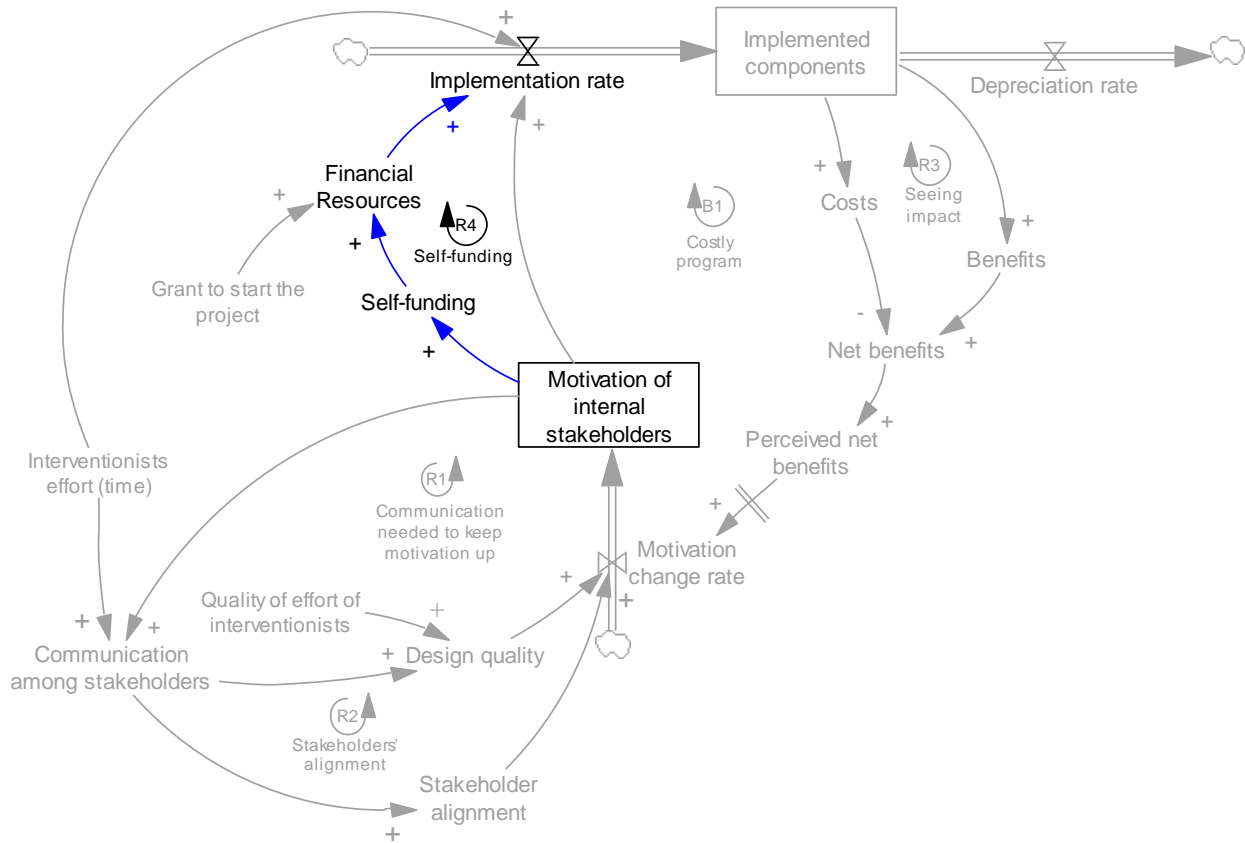 +
Implementation rate
Implemented
components
Depreciation rate
+
+
Financial
Resources
+
+
R4
Self-funding
B1
Costly
program
+
Costs
R3
Seeing
impact
+
Benefits
+
Grant to start the
project
Self-funding
+
-
Net benefits
+
Motivation of
internal
stakeholders
+
Perceived net
benefits
Interventionists
effort (time)
R1
Communication
needed to keep
motivation up
+
Motivation
change rate
+
+
Quality of effort of
interventionists
+
+
+
Communication
among stakeholders
+
Design quality
R2
Stakeholders'
alignment
Stakeholder
alignment
+